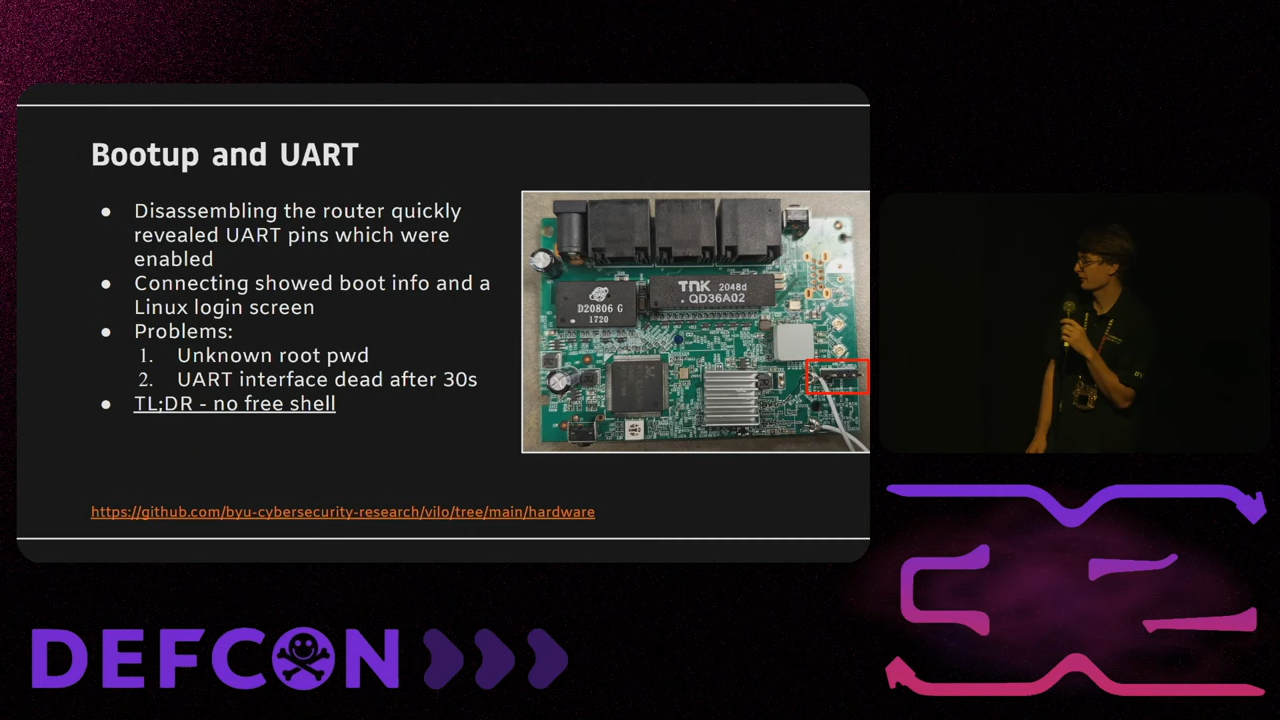 Bootup and UART
● Disassembling the router quickly
revealed UART pins which were
enabled
● Connecting showed boot info and a
Linux login screen
● Problems:
1. Unknown root pwd
2. UART interface dead after 30s
● TL;DR - no free shell
https://github.com/byu-cybersecurity-research/vilo/tree/main/hardware
D20806 G
1720
TNK 2048d
QD36A02
DEFCON